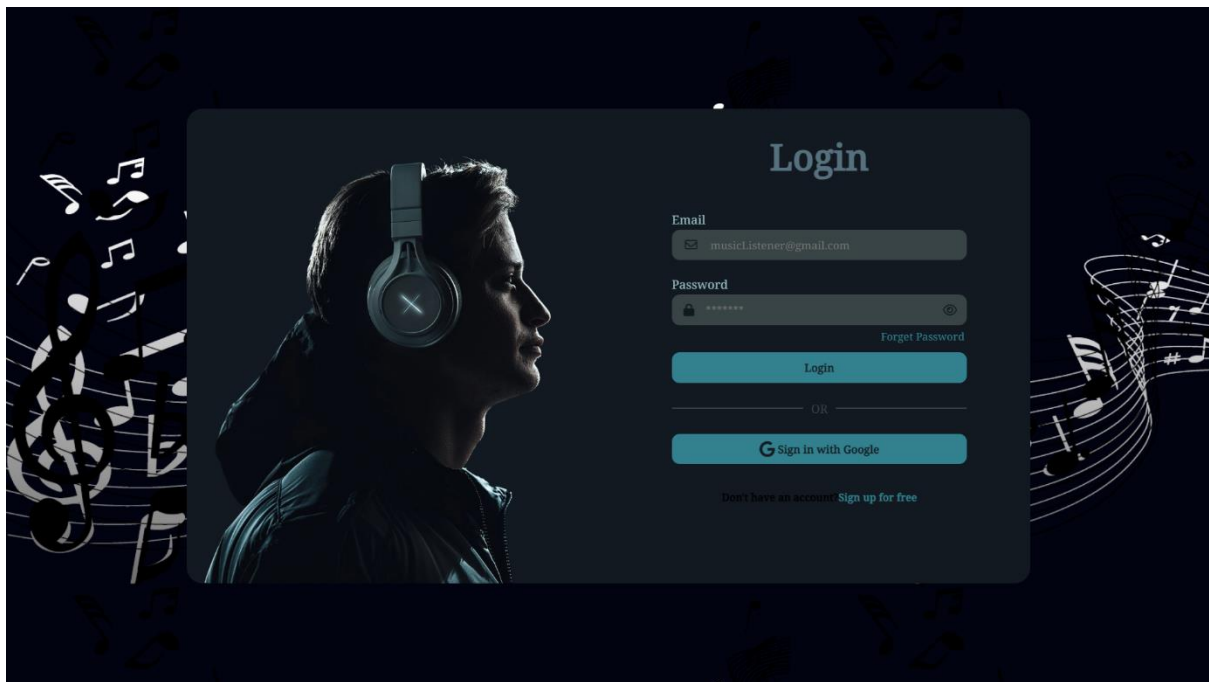 Login
Email
musicListener@gmail.com
Password
*******
Forget Password
Login
OR
Sign in with Google
Don't have an account?Sign up for free